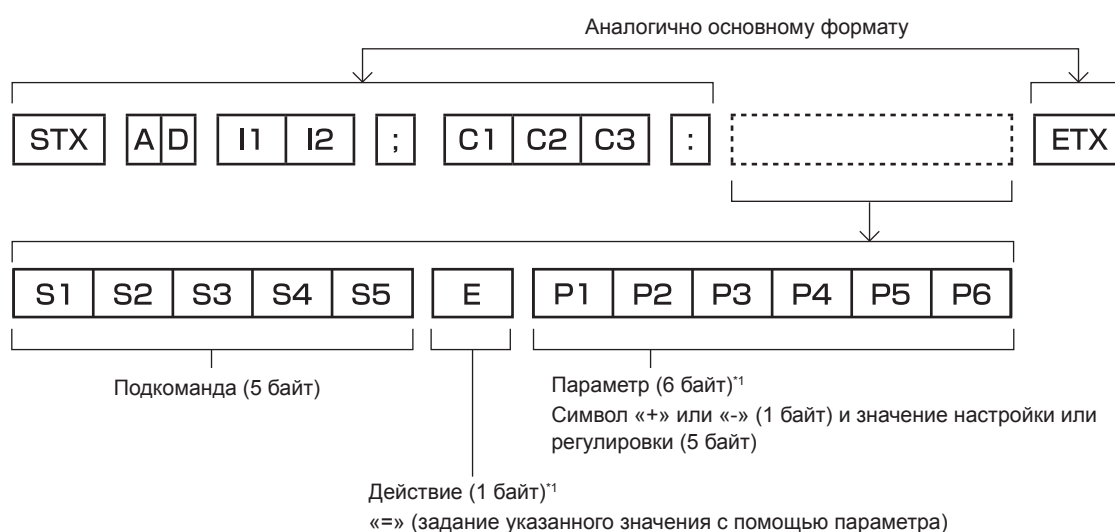 Аналогично основному формату
STX A D I1 I2 ; C1 C2 C3 : ETX
S1 S2 S3 S4 S5 E P1 P2 P3 P4 P5 P6
Подкоманда (5 байт)
Параметр (6 байт)*1
Символ «+» или «-» (1 байт) и значение настройки или
регулировки (5 байт)
Действие (1 байт)*1
«=» (задание указанного значения с помощью параметра)